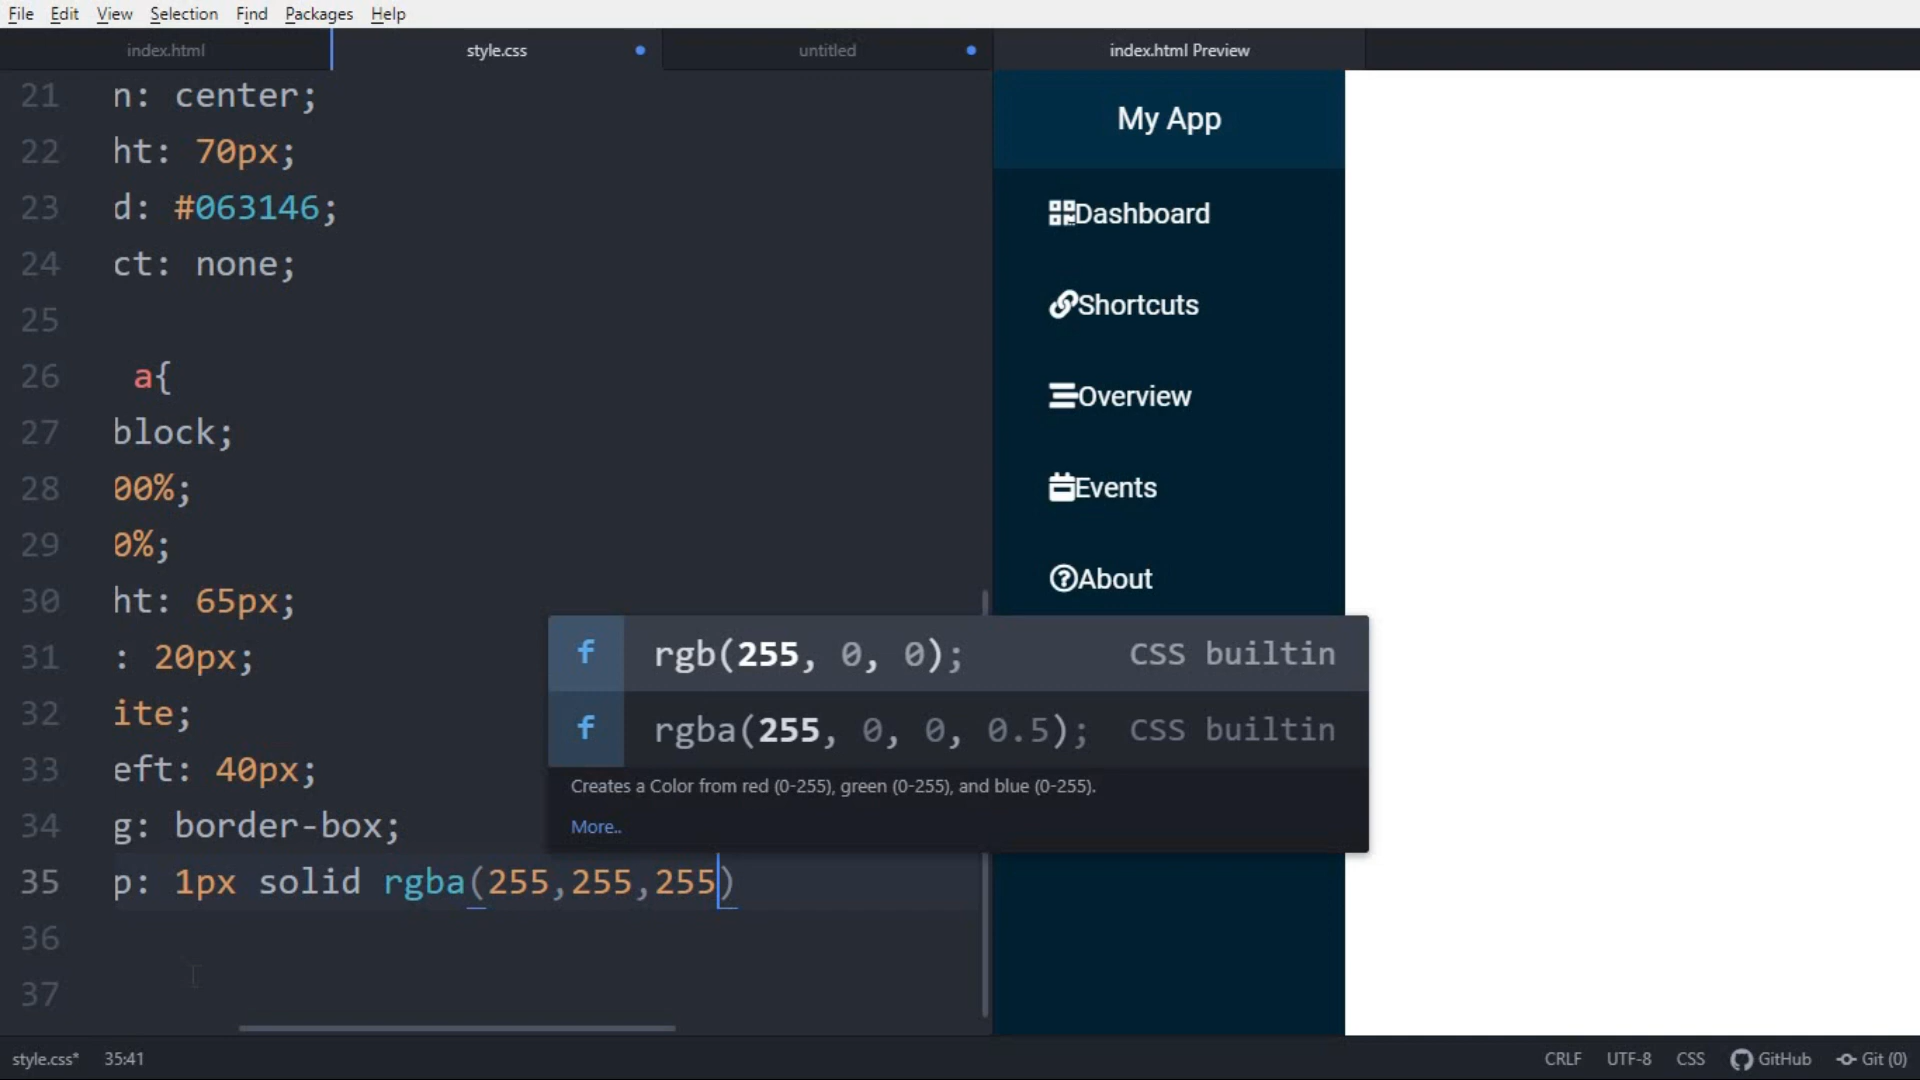 File Edit View Selection Find Packages Help
index.html style.css untitled index.html Preview
21 n: center;
22 ht: 70px;
23 d: #063146;
24 ct: none;
25
26 a{
27 block;
28 00%;
29 0%;
30 ht: 65px;
31 : 20px;
32 ite;
33 eft: 40px;
34 g: border-box;
35 p: 1px solid rgba(255,255,255)
36
37
My App
Dashboard
Shortcuts
Overview
Events
About
f rgb(255, 0, 0); CSS builtin
f rgba(255, 0, 0, 0.5); CSS builtin
Creates a Color from red (0-255), green (0-255), and blue (0-255).
More..
style.css* 35:41 CRLF UTF-8 CSS GitHub Git (0)